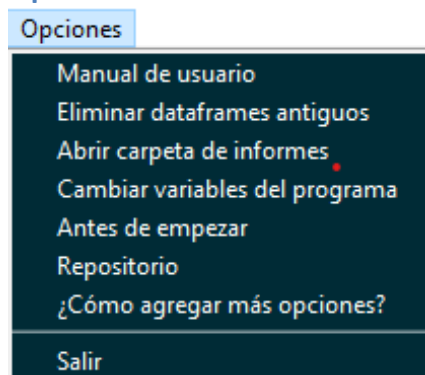 Opciones
Manual de usuario
Eliminar dataframes antiguos
Abrir carpeta de informes
Cambiar variables del programa
Antes de empezar
Repositorio
¿Cómo agregar más opciones?
Salir